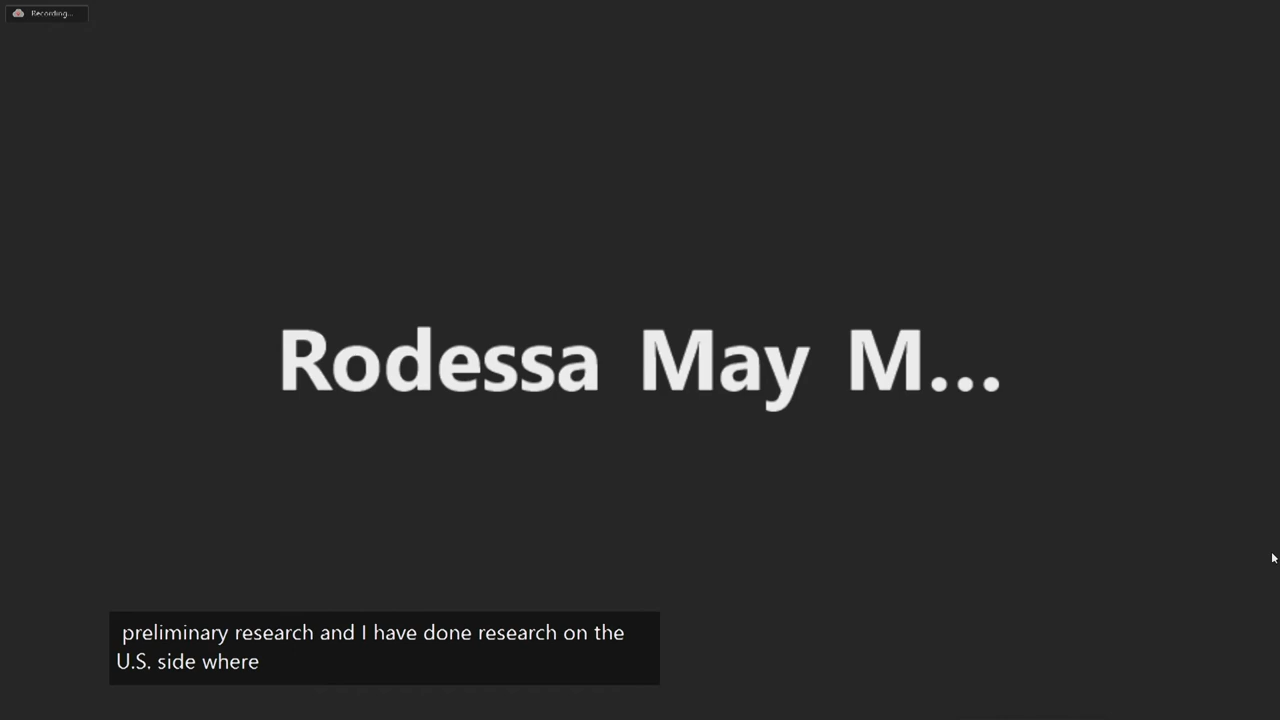 Recording...
Rodessa May M...
preliminary research and I have done research on the
U.S. side where